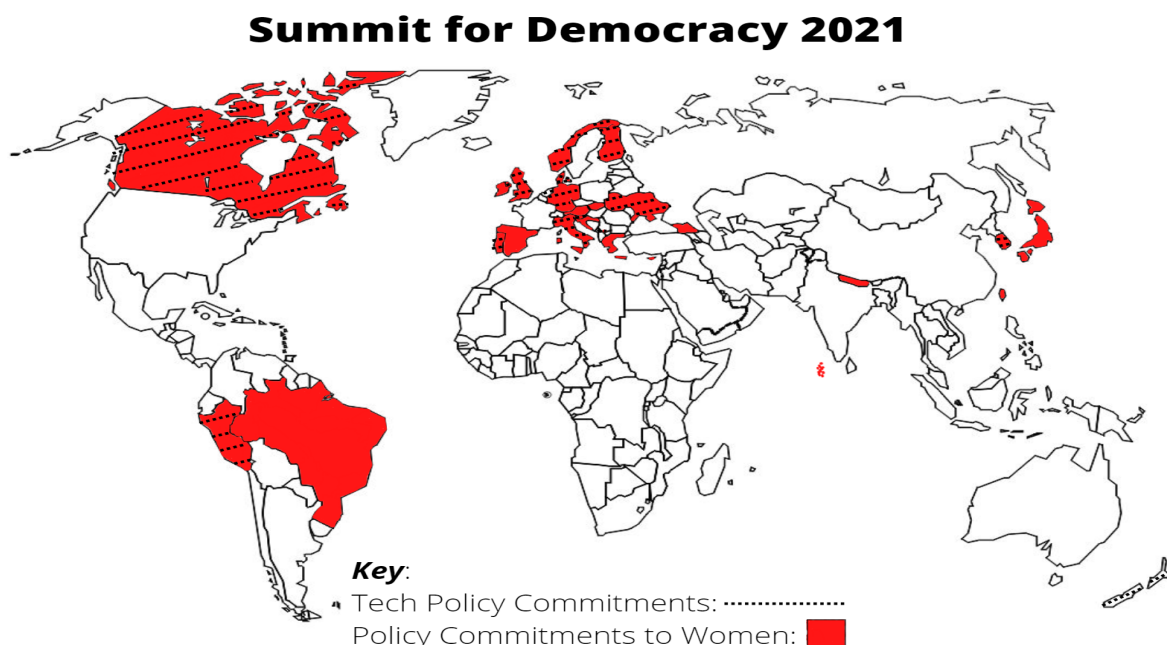 Summit for Democracy 2021
Key:
Tech Policy Commitments:
Policy Commitments to Women: